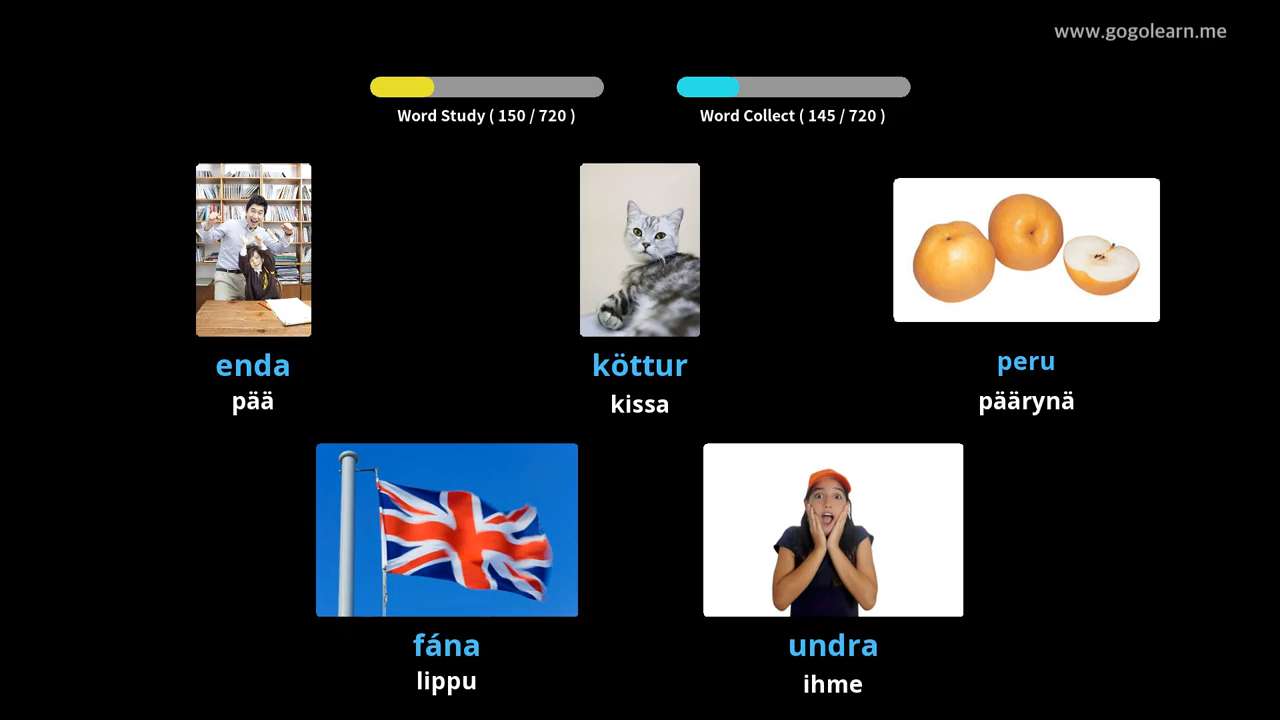 www.gogolearn.me
Word Study ( 150 / 720 )
Word Collect ( 145 / 720 )
enda
pää
köttur
kissa
peru
päärynä
fána
lippu
undra
ihme